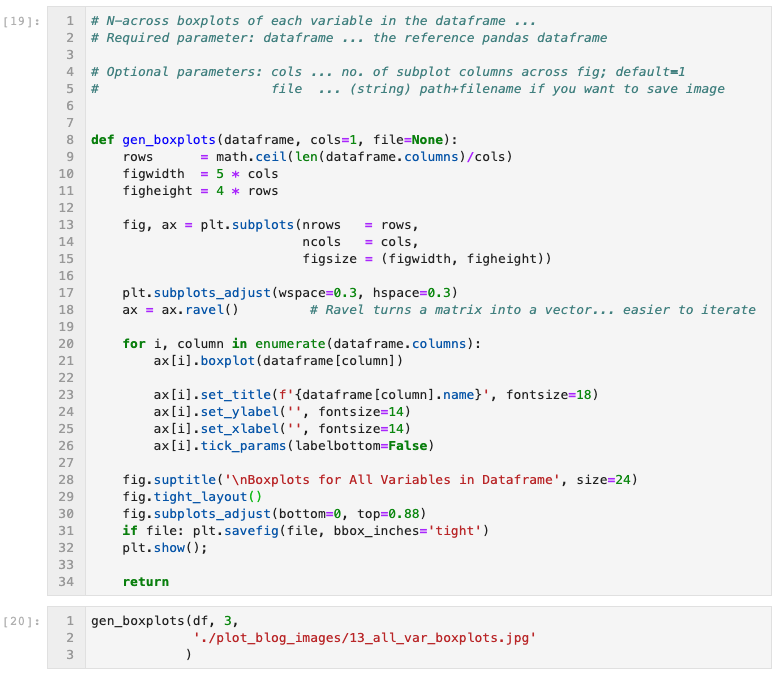 [19]:
1 # N-across boxplots of each variable in the dataframe ...
2 # Required parameter: dataframe ... the reference pandas dataframe
3
4 # Optional parameters: cols ... no. of subplot columns across fig; default=1
5 #                      file  ... (string) path+filename if you want to save image
6
7
8 def gen_boxplots(dataframe, cols=1, file=None):
9     rows      = math.ceil(len(dataframe.columns)/cols)
10     figwidth  = 5 * cols
11     figheight = 4 * rows
12
13     fig, ax = plt.subplots(nrows   = rows,
14                            ncols   = cols,
15                            figsize = (figwidth, figheight))
16
17     plt.subplots_adjust(wspace=0.3, hspace=0.3)
18     ax = ax.ravel()         # Ravel turns a matrix into a vector... easier to iterate
19
20     for i, column in enumerate(dataframe.columns):
21         ax[i].boxplot(dataframe[column])
22
23         ax[i].set_title(f'{dataframe[column].name}', fontsize=18)
24         ax[i].set_ylabel('', fontsize=14)
25         ax[i].set_xlabel('', fontsize=14)
26         ax[i].tick_params(labelbottom=False)
27
28     fig.suptitle('\nBoxplots for All Variables in Dataframe', size=24)
29     fig.tight_layout()
30     fig.subplots_adjust(bottom=0, top=0.88)
31     if file: plt.savefig(file, bbox_inches='tight')
32     plt.show();
33
34     return
[20]:
1 gen_boxplots(df, 3,
2              './plot_blog_images/13_all_var_boxplots.jpg'
3             )